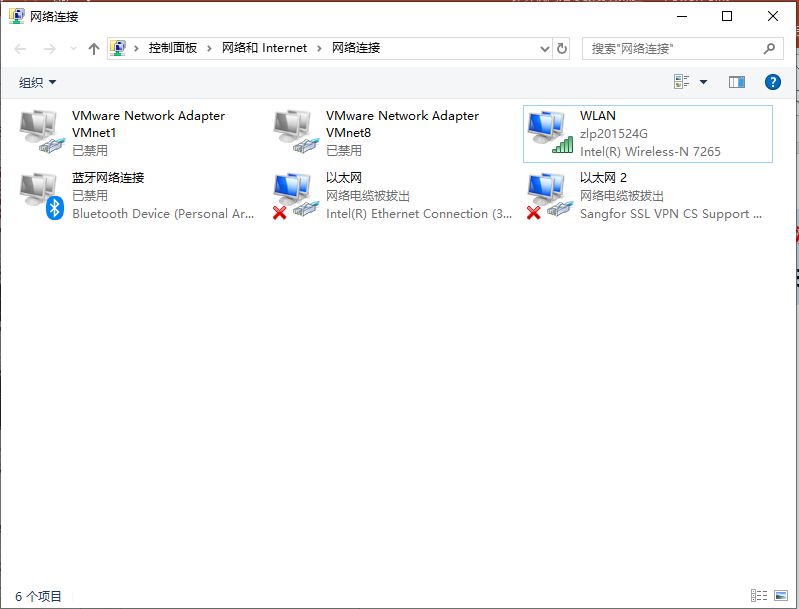 网络连接
控制面板 网络和 Internet 网络连接
搜索"网络连接"
组织
VMware Network Adapter
VMnet1
已禁用
VMware Network Adapter
VMnet8
已禁用
WLAN
zlp201524G
Intel(R) Wireless-N 7265
蓝牙网络连接
已禁用
Bluetooth Device (Personal Ar...
以太网
网络电缆被拔出
Intel(R) Ethernet Connection (3...
以太网 2
网络电缆被拔出
Sangfor SSL VPN CS Support ...
6 个项目